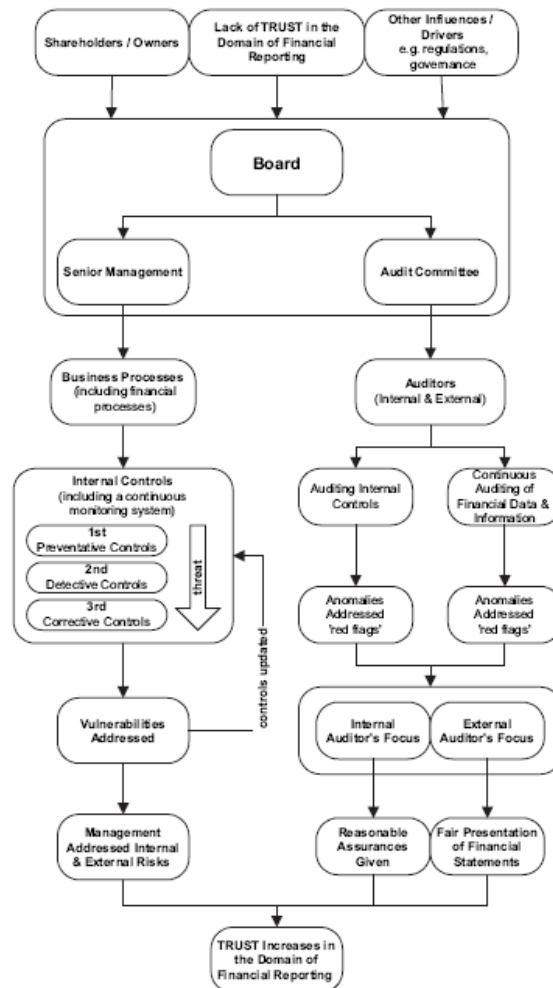 Shareholders / Owners
Lack of TRUST in the
Domain of Financial
Reporting
Other Influences /
Drivers
e.g. regulations,
governance
Board
Senior Management
Audit Committee
Business Processes
(including financial
processes)
Auditors
(Internal & External)
Internal Controls
(including a continuous
monitoring system)
1st
Preventative Controls
2nd
Detective Controls
3rd
Corrective Controls
threat
controls updated
Auditing Internal
Controls
Continuous
Auditing of
Financial Data &
Information
Anomalies
Addressed
'red flags'
Anomalies
Addressed
'red flags'
Vulnerabilities
Addressed
Internal
Auditor's Focus
External
Auditor's Focus
Management
Addressed Internal
& External Risks
Reasonable
Assurances
Given
Fair Presentation
of Financial
Statements
TRUST Increases in
the Domain of
Financial Reporting